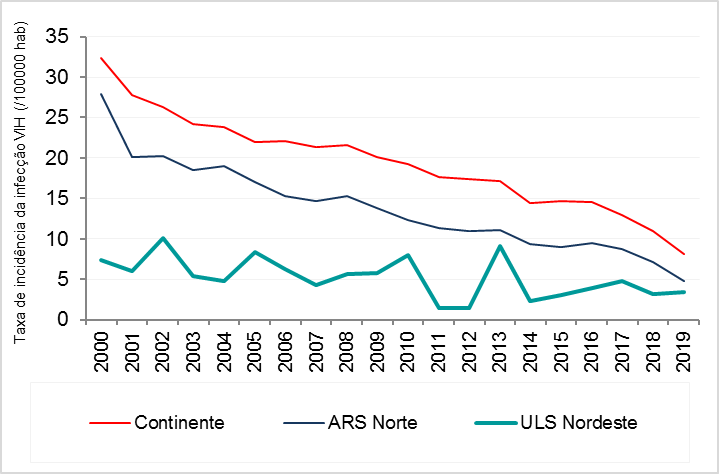 Taxa de incidência da infecção VIH (/100000 hab)
35
30
25
20
15
10
5
0
2000 2001 2002 2003 2004 2005 2006 2007 2008 2009 2010 2011 2012 2013 2014 2015 2016 2017 2018 2019
Continente ARS Norte ULS Nordeste